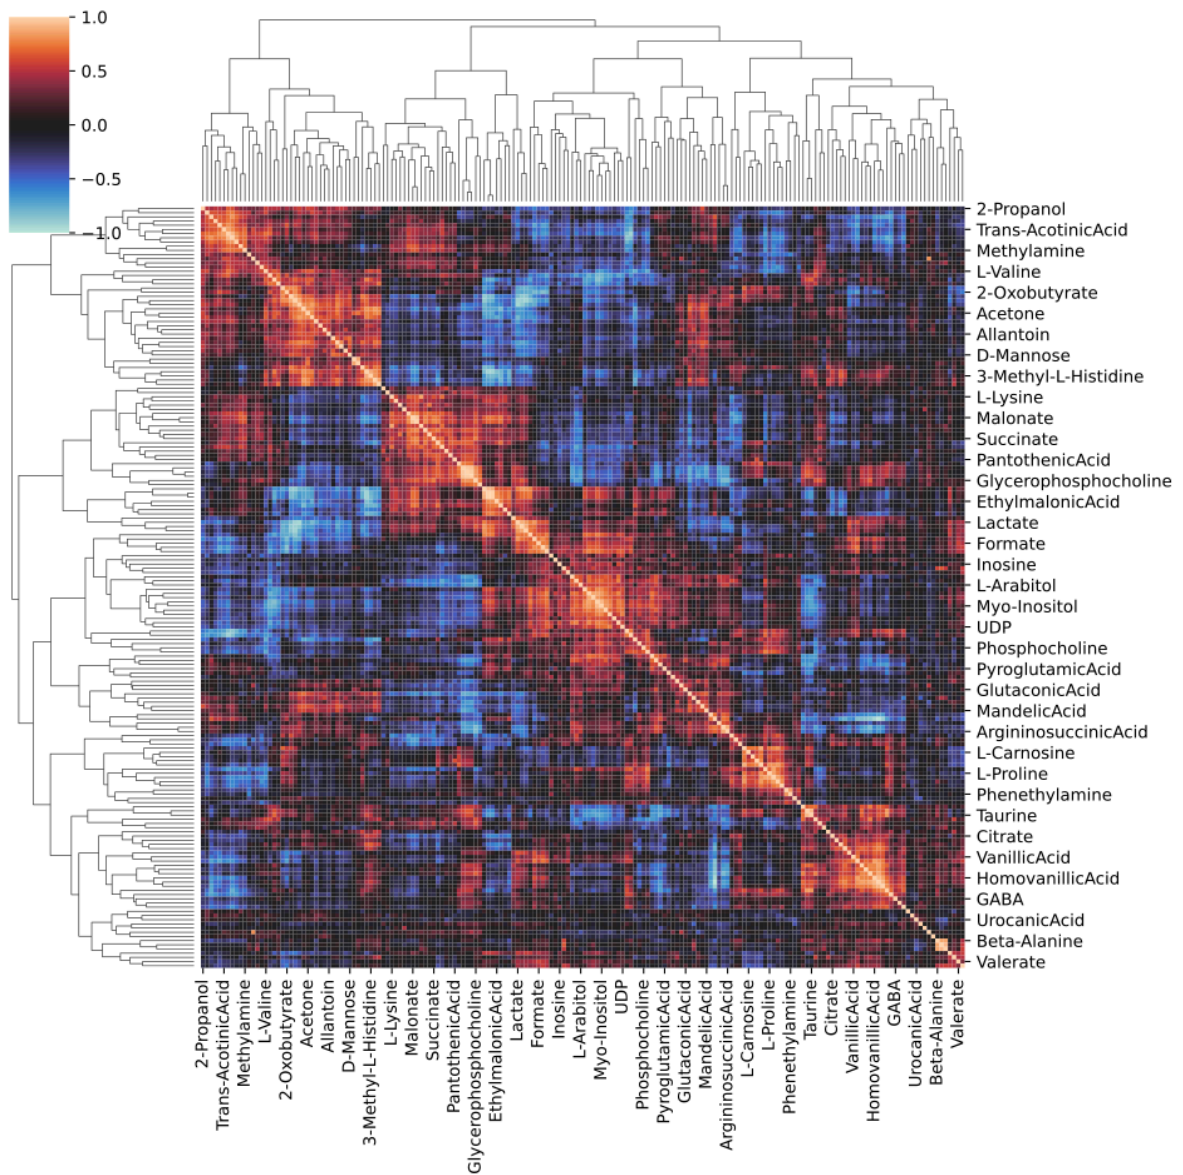 1.0
0.5
0.0
−0.5
−1.0
2-Propanol
Trans-AcotinicAcid
Methylamine
L-Valine
2-Oxobutyrate
Acetone
Allantoin
D-Mannose
3-Methyl-L-Histidine
L-Lysine
Malonate
Succinate
PantothenicAcid
Glycerophosphocholine
EthylmalonicAcid
Lactate
Formate
Inosine
L-Arabitol
Myo-Inositol
UDP
Phosphocholine
PyroglutamicAcid
GlutaconicAcid
MandelicAcid
ArgininosuccinicAcid
L-Carnosine
L-Proline
Phenethylamine
Taurine
Citrate
VanillicAcid
HomovanillicAcid
GABA
UrocanicAcid
Beta-Alanine
Valerate
2-Propanol
Trans-AcotinicAcid
Methylamine
L-Valine
2-Oxobutyrate
Acetone
Allantoin
D-Mannose
3-Methyl-L-Histidine
L-Lysine
Malonate
Succinate
PantothenicAcid
Glycerophosphocholine
EthylmalonicAcid
Lactate
Formate
Inosine
L-Arabitol
Myo-Inositol
UDP
Phosphocholine
PyroglutamicAcid
GlutaconicAcid
MandelicAcid
ArgininosuccinicAcid
L-Carnosine
L-Proline
Phenethylamine
Taurine
Citrate
VanillicAcid
HomovanillicAcid
GABA
UrocanicAcid
Beta-Alanine
Valerate